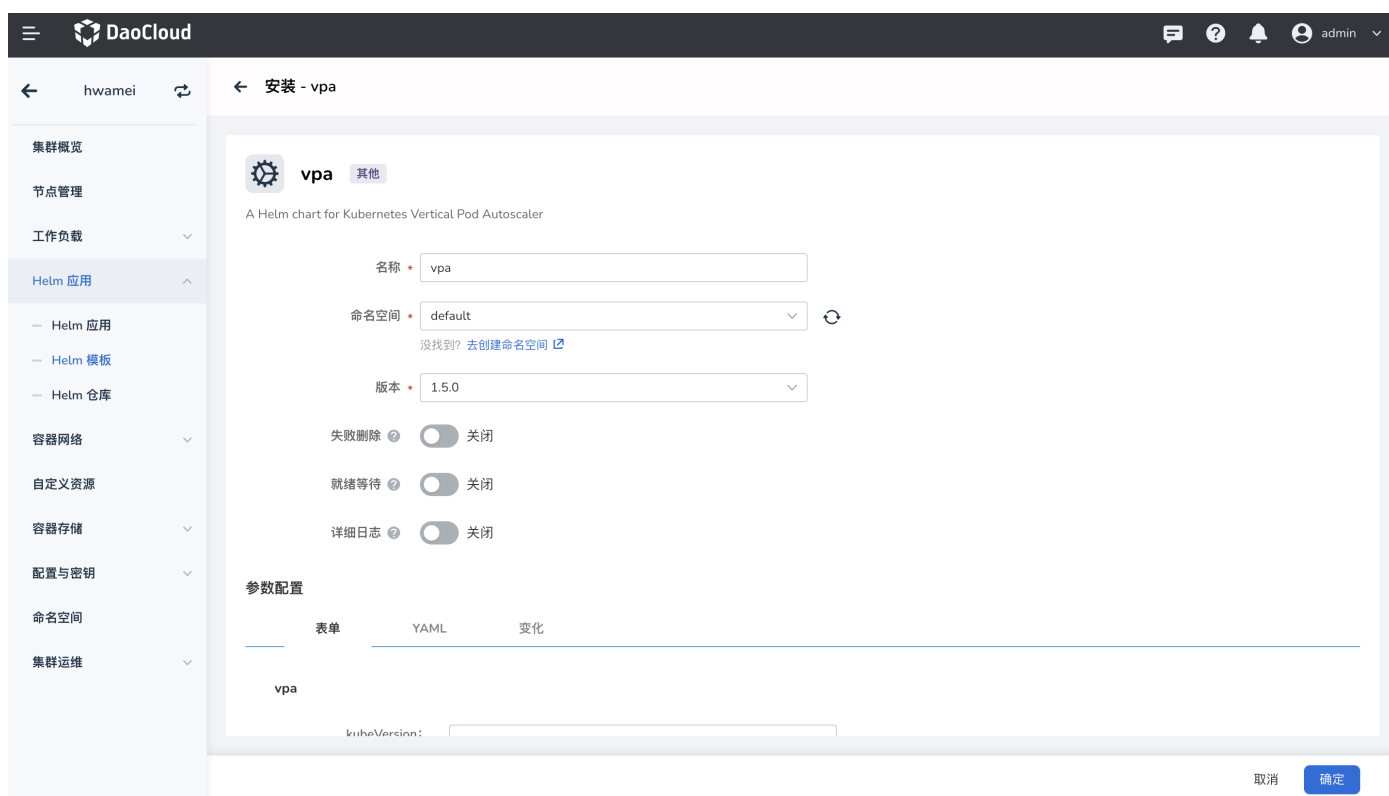 DaoCloud
admin
hwamei
安装 - vpa
集群概览
节点管理
工作负载
Helm 应用
Helm 应用
Helm 模板
Helm 仓库
容器网络
自定义资源
容器存储
配置与密钥
命名空间
集群运维
vpa 其他
A Helm chart for Kubernetes Vertical Pod Autoscaler
名称 * vpa
命名空间 * default
没找到? 去创建命名空间
版本 * 1.5.0
失败删除 ? 关闭
就绪等待 ? 关闭
详细日志 ? 关闭
参数配置
表单 YAML 变化
vpa
kubeVersion:
取消 确定